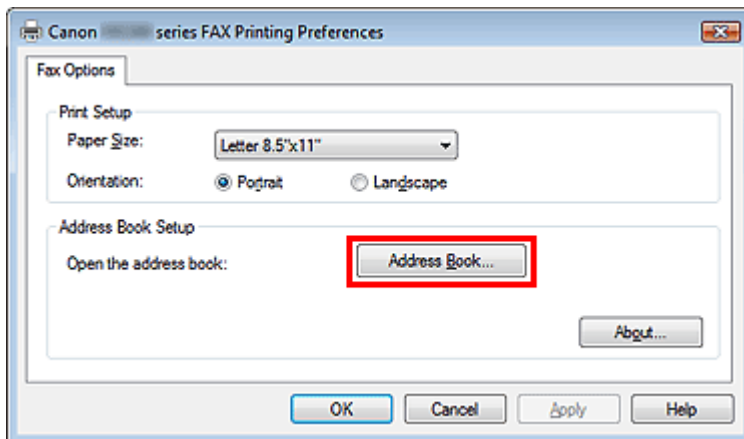 Canon series FAX Printing Preferences
Fax Options
Print Setup
Paper Size: Letter 8.5"x11"
Orientation: Portrait Landscape
Address Book Setup
Open the address book: Address Book...
About...
OK Cancel Apply Help